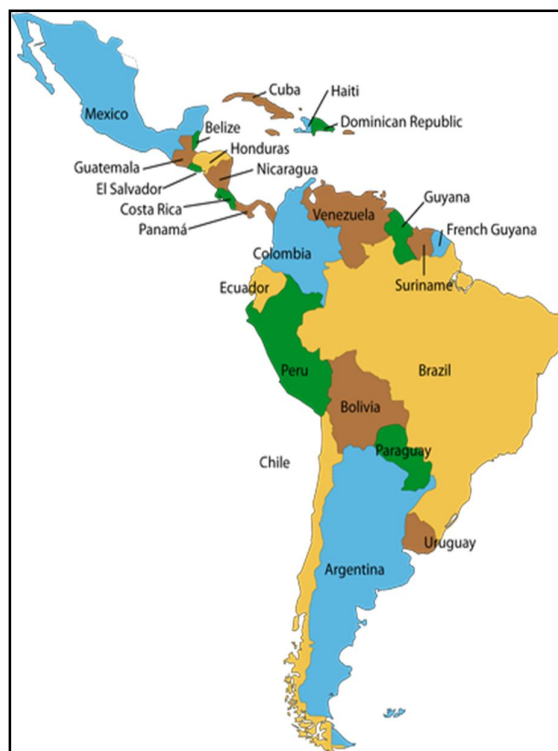 Cuba
Haiti
Mexico
Dominican Republic
Belize
Honduras
Guatemala
Nicaragua
El Salvador
Guyana
Costa Rica
Venezuela
Panamá
French Guyana
Colombia
Ecuador
Suriname
Peru
Brazil
Bolivia
Paraguay
Chile
Uruguay
Argentina